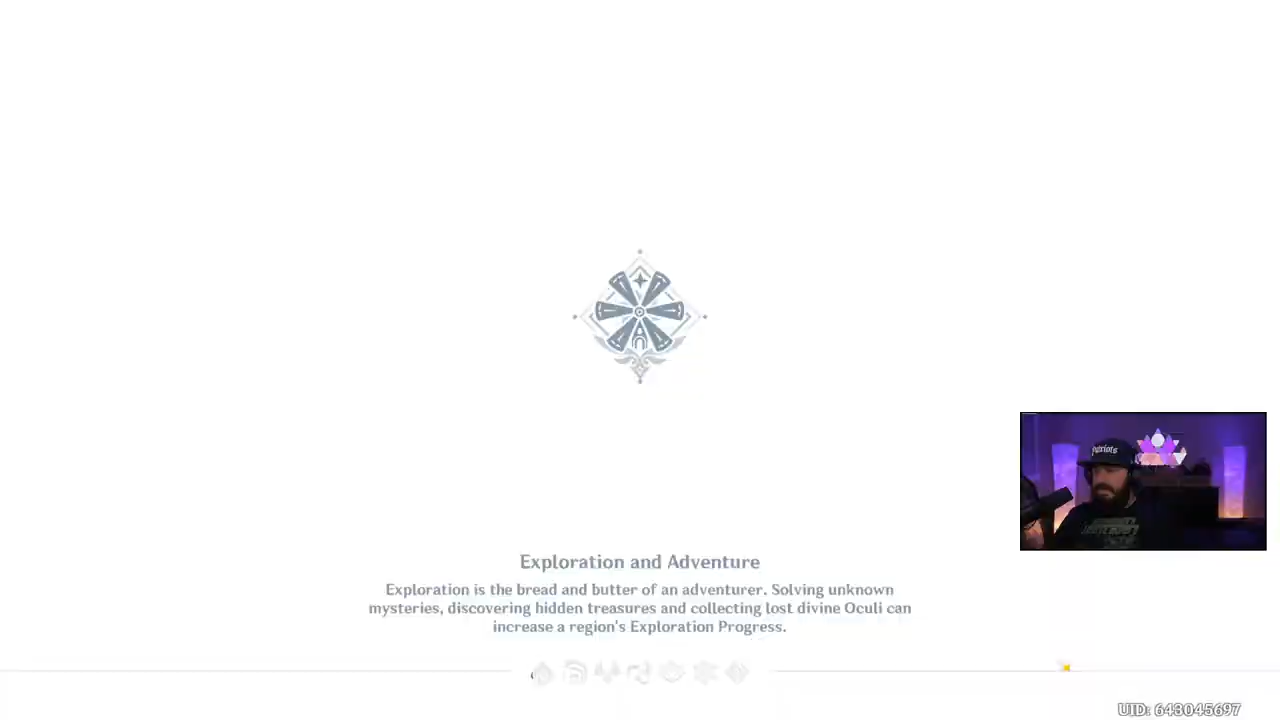 Patriots
Exploration and Adventure
Exploration is the bread and butter of an adventurer. Solving unknown
mysteries, discovering hidden treasures and collecting lost divine Oculi can
increase a region's Exploration Progress.
UID: 643045697